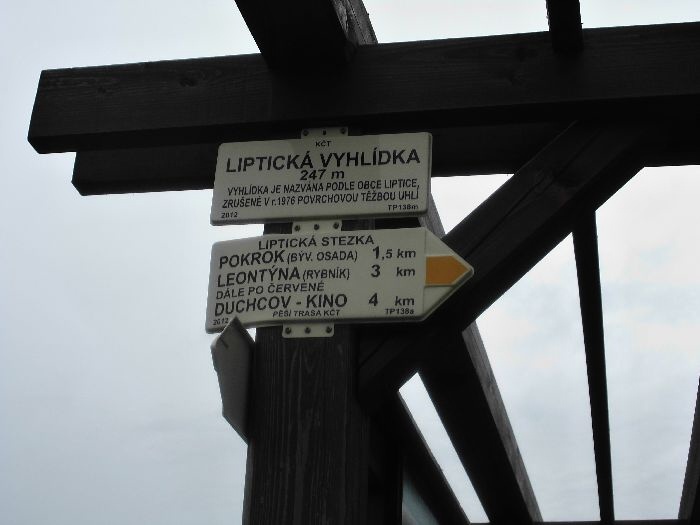 KČT
LIPTICKÁ VYHLÍDKA
247 m
VYHLÍDKA JE NAZVÁNA PODLE OBCE LIPTICE,
ZRUŠENÉ V r.1976 POVRCHOVOU TĚŽBOU UHLÍ
2012 TP138m
LIPTICKÁ STEZKA
POKROK (BÝV. OSADA) 1,5 km
LEONTÝNA (RYBNÍK) 3 km
DÁLE PO ČERVENÉ
DUCHCOV - KINO 4 km
2012 PĚŠÍ TRASA KČT TP138a